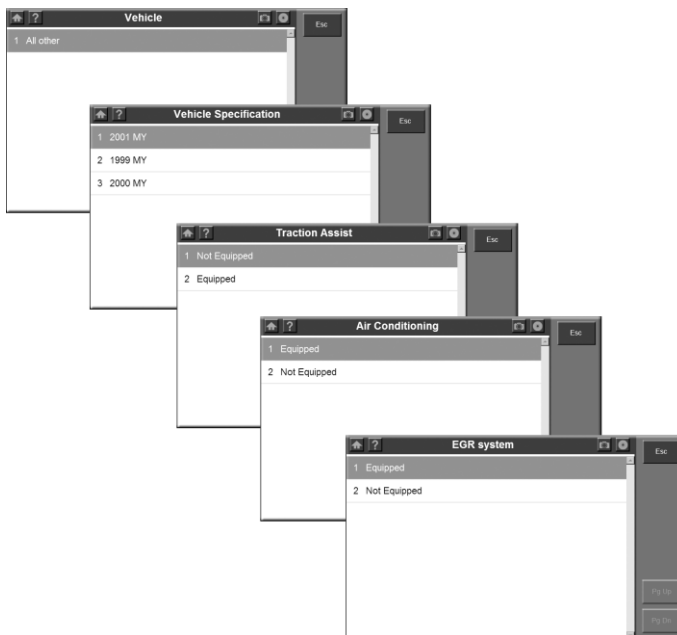 ?
Vehicle
Esc
1 All other
?
Vehicle Specification
Esc
1 2001 MY
2 1999 MY
3 2000 MY
?
Traction Assist
Esc
1 Not Equipped
2 Equipped
?
Air Conditioning
Esc
1 Equipped
2 Not Equipped
?
EGR system
Esc
1 Equipped
2 Not Equipped
Pg Up
Pg Dn